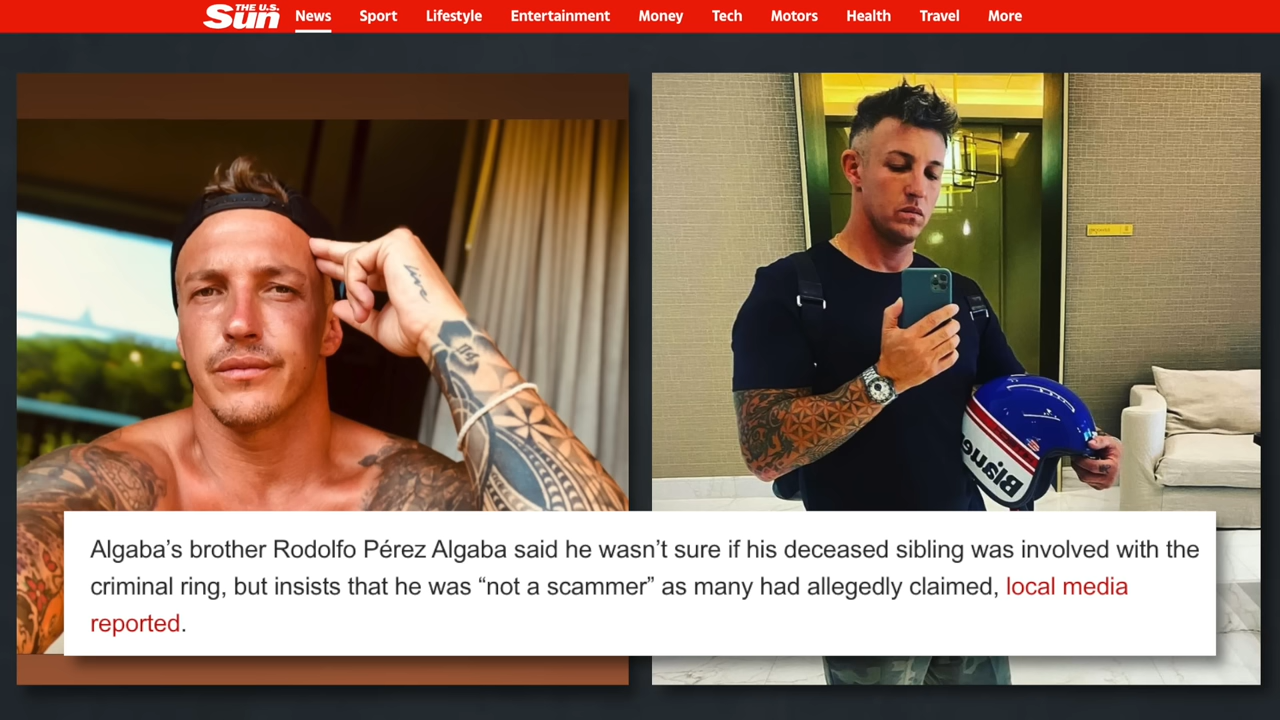 THE U.S.
Sun
News Sport Lifestyle Entertainment Money Tech Motors Health Travel More
live
Blauer
Algaba’s brother Rodolfo Pérez Algaba said he wasn’t sure if his deceased sibling was involved with the
criminal ring, but insists that he was “not a scammer” as many had allegedly claimed, local media
reported.